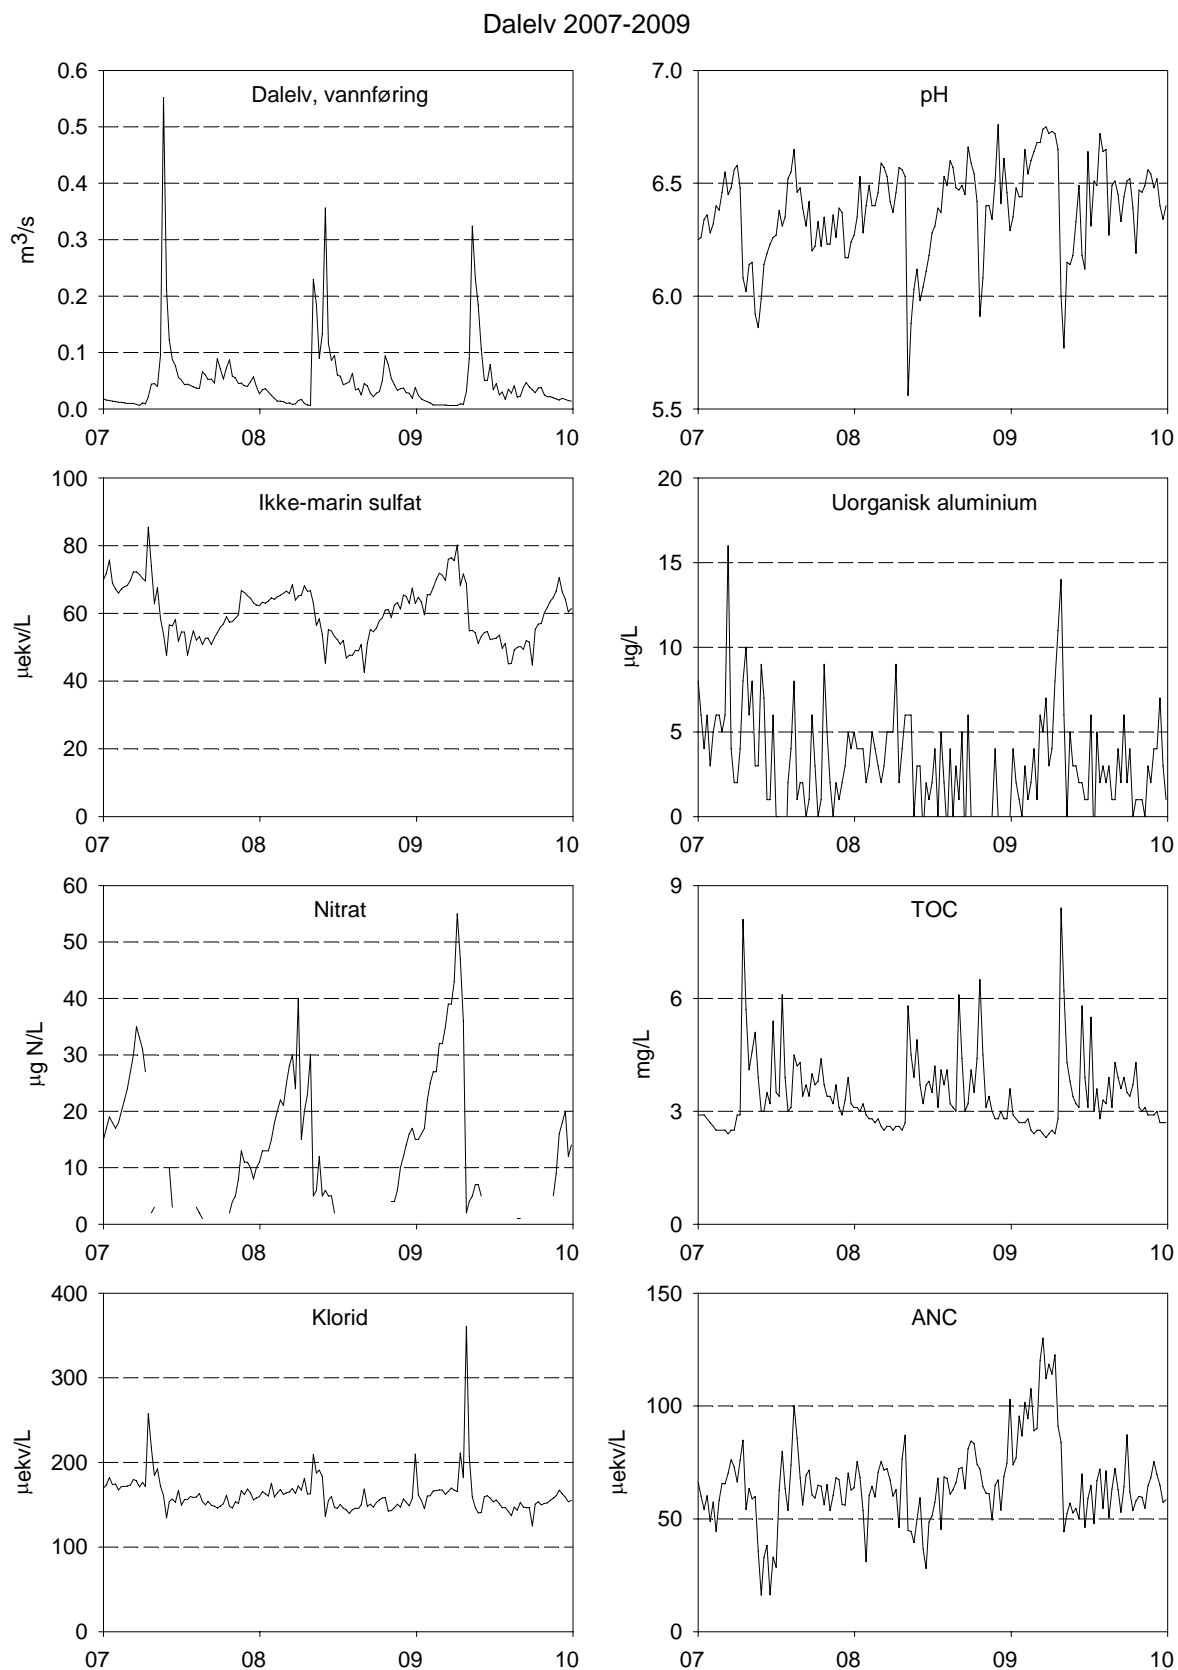 Dalelv 2007-2009
Dalelv, vannføring
m3/s
0.6
0.5
0.4
0.3
0.2
0.1
0.0
07 08 09 10
pH
7.0
6.5
6.0
5.5
07 08 09 10
Ikke-marin sulfat
µekv/L
100
80
60
40
20
0
07 08 09 10
Uorganisk aluminium
µg/L
20
15
10
5
0
07 08 09 10
Nitrat
µg N/L
60
50
40
30
20
10
0
07 08 09 10
TOC
mg/L
9
6
3
0
07 08 09 10
Klorid
µekv/L
400
300
200
100
0
07 08 09 10
ANC
µekv/L
150
100
50
0
07 08 09 10